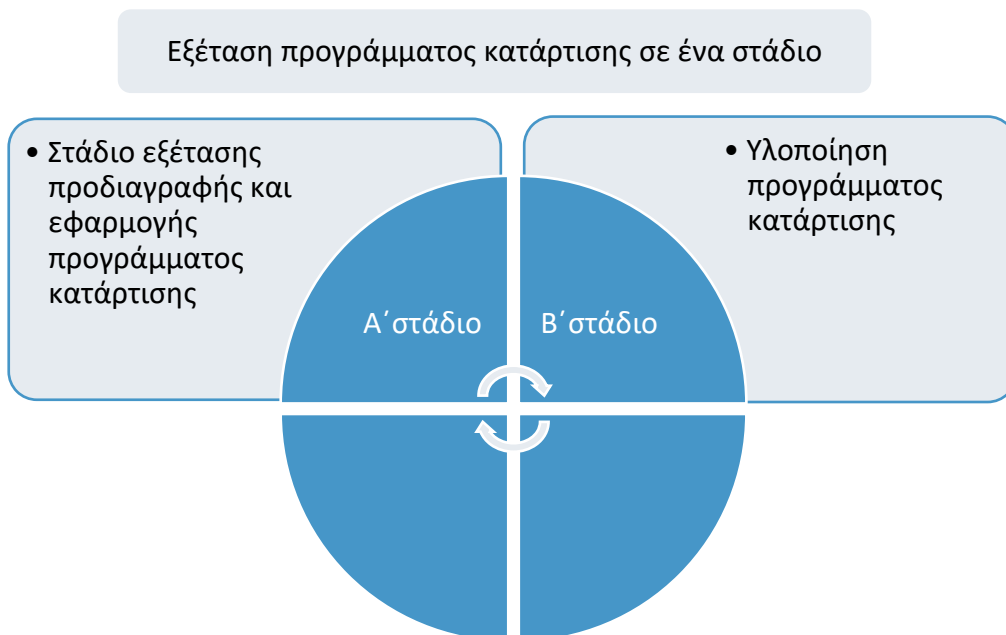 Εξέταση προγράμματος κατάρτισης σε ένα στάδιο
• Στάδιο εξέτασης
προδιαγραφής και
εφαρμογής
προγράμματος
κατάρτισης
• Υλοποίηση
προγράμματος
κατάρτισης
Α΄στάδιο
Β΄στάδιο